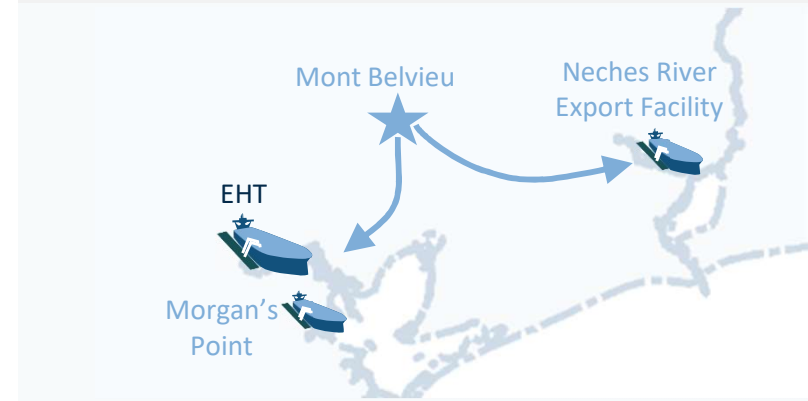 Mont Belvieu
Neches River
Export Facility
EHT
Morgan's
Point